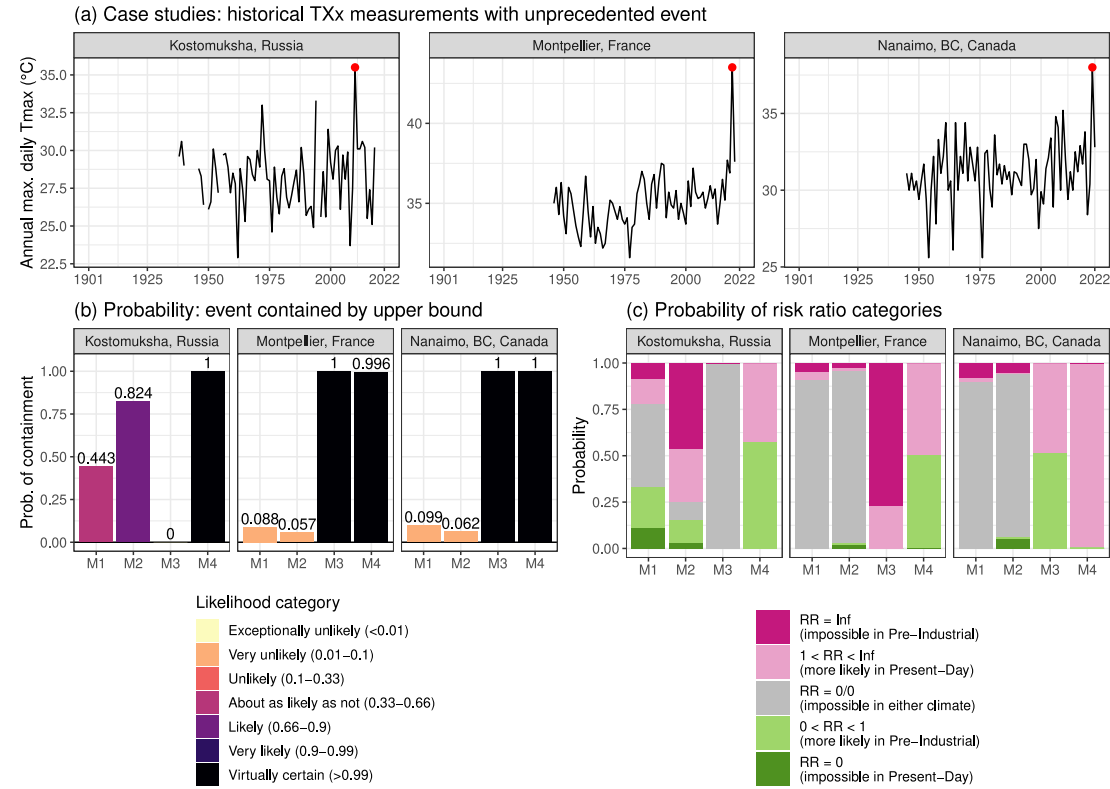 (a) Case studies: historical TXx measurements with unprecedented event
Kostomuksha, Russia
Montpellier, France
Nanaimo, BC, Canada
Annual max. daily Tmax (°C)
35.0
32.5
30.0
27.5
25.0
22.5
40
35
35
30
25
1901 1925 1950 1975 2000 2022
1901 1925 1950 1975 2000 2022
1901 1925 1950 1975 2000 2022
(b) Probability: event contained by upper bound
Kostomuksha, Russia
Montpellier, France
Nanaimo, BC, Canada
Prob. of containment
1.00
0.75
0.50
0.25
0.00
0.443
0.824
0
1
0.088
0.057
1
0.996
0.099
0.062
1
1
M1 M2 M3 M4
M1 M2 M3 M4
M1 M2 M3 M4
Likelihood category
Exceptionally unlikely (<0.01)
Very unlikely (0.01−0.1)
Unlikely (0.1−0.33)
About as likely as not (0.33−0.66)
Likely (0.66−0.9)
Very likely (0.9−0.99)
Virtually certain (>0.99)
(c) Probability of risk ratio categories
Kostomuksha, Russia
Montpellier, France
Nanaimo, BC, Canada
Probability
1.00
0.75
0.50
0.25
0.00
M1 M2 M3 M4
M1 M2 M3 M4
M1 M2 M3 M4
RR = Inf
(impossible in Pre−Industrial)
1 < RR < Inf
(more likely in Present−Day)
RR = 0/0
(impossible in either climate)
0 < RR < 1
(more likely in Pre−Industrial)
RR = 0
(impossible in Present−Day)